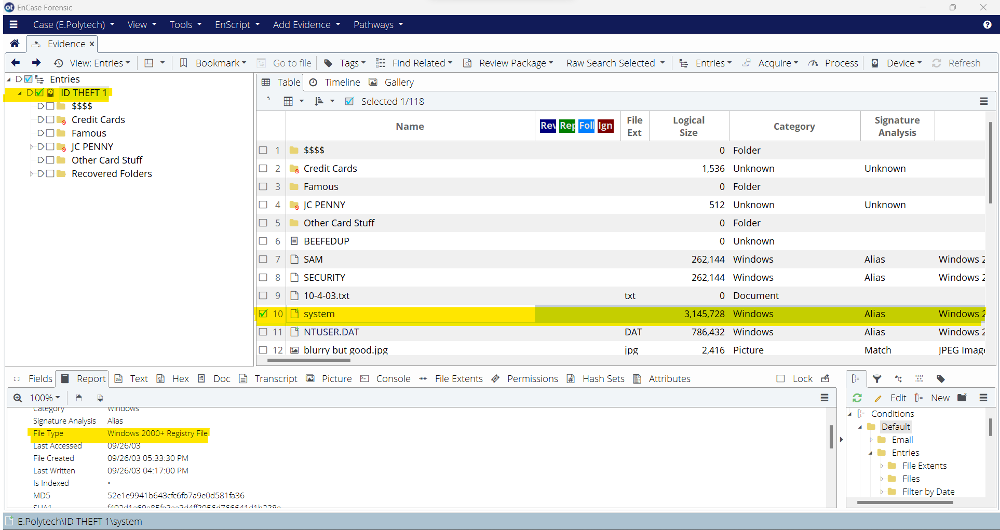 EnCase Forensic
Case (E.Polytech) View Tools EnScript Add Evidence Pathways
Evidence
View: Entries Bookmark Go to file Tags Find Related Review Package Raw Search Selected Entries Acquire Process Device Refresh
Entries
ID THEFT 1
$$$$
Credit Cards
Famous
JC PENNY
Other Card Stuff
Recovered Folders
Table Timeline Gallery
Selected 1/118
Name Rev Rep Foll Ign File Ext Logical Size Category Signature Analysis
1 $$$$ 0 Folder
2 Credit Cards 1,536 Unknown Unknown
3 Famous 0 Folder
4 JC PENNY 512 Unknown Unknown
5 Other Card Stuff 0 Folder
6 BEEFEDUP 0 Unknown
7 SAM 262,144 Windows Alias Windows 2
8 SECURITY 262,144 Windows Alias Windows 2
9 10-4-03.txt txt 0 Document
10 system 3,145,728 Windows Alias Windows 2
11 NTUSER.DAT DAT 786,432 Windows Alias Windows 2
12 blurry but good.jpg jpg 2,416 Picture Match JPEG Image
Fields Report Text Hex Doc Transcript Picture Console File Extents Permissions Hash Sets Attributes Lock
100%
Category Windows
Signature Analysis Alias
File Type Windows 2000+ Registry File
Last Accessed 09/26/03
File Created 09/26/03 05:33:30 PM
Last Written 09/26/03 04:17:00 PM
Is Indexed •
MD5 52e1e9941b643cfc6fb7a9e0d581fa36
SHA1
Edit New
Conditions
Default
Email
Entries
File Extents
Files
Filter by Date
E.Polytech\ID THEFT 1\system